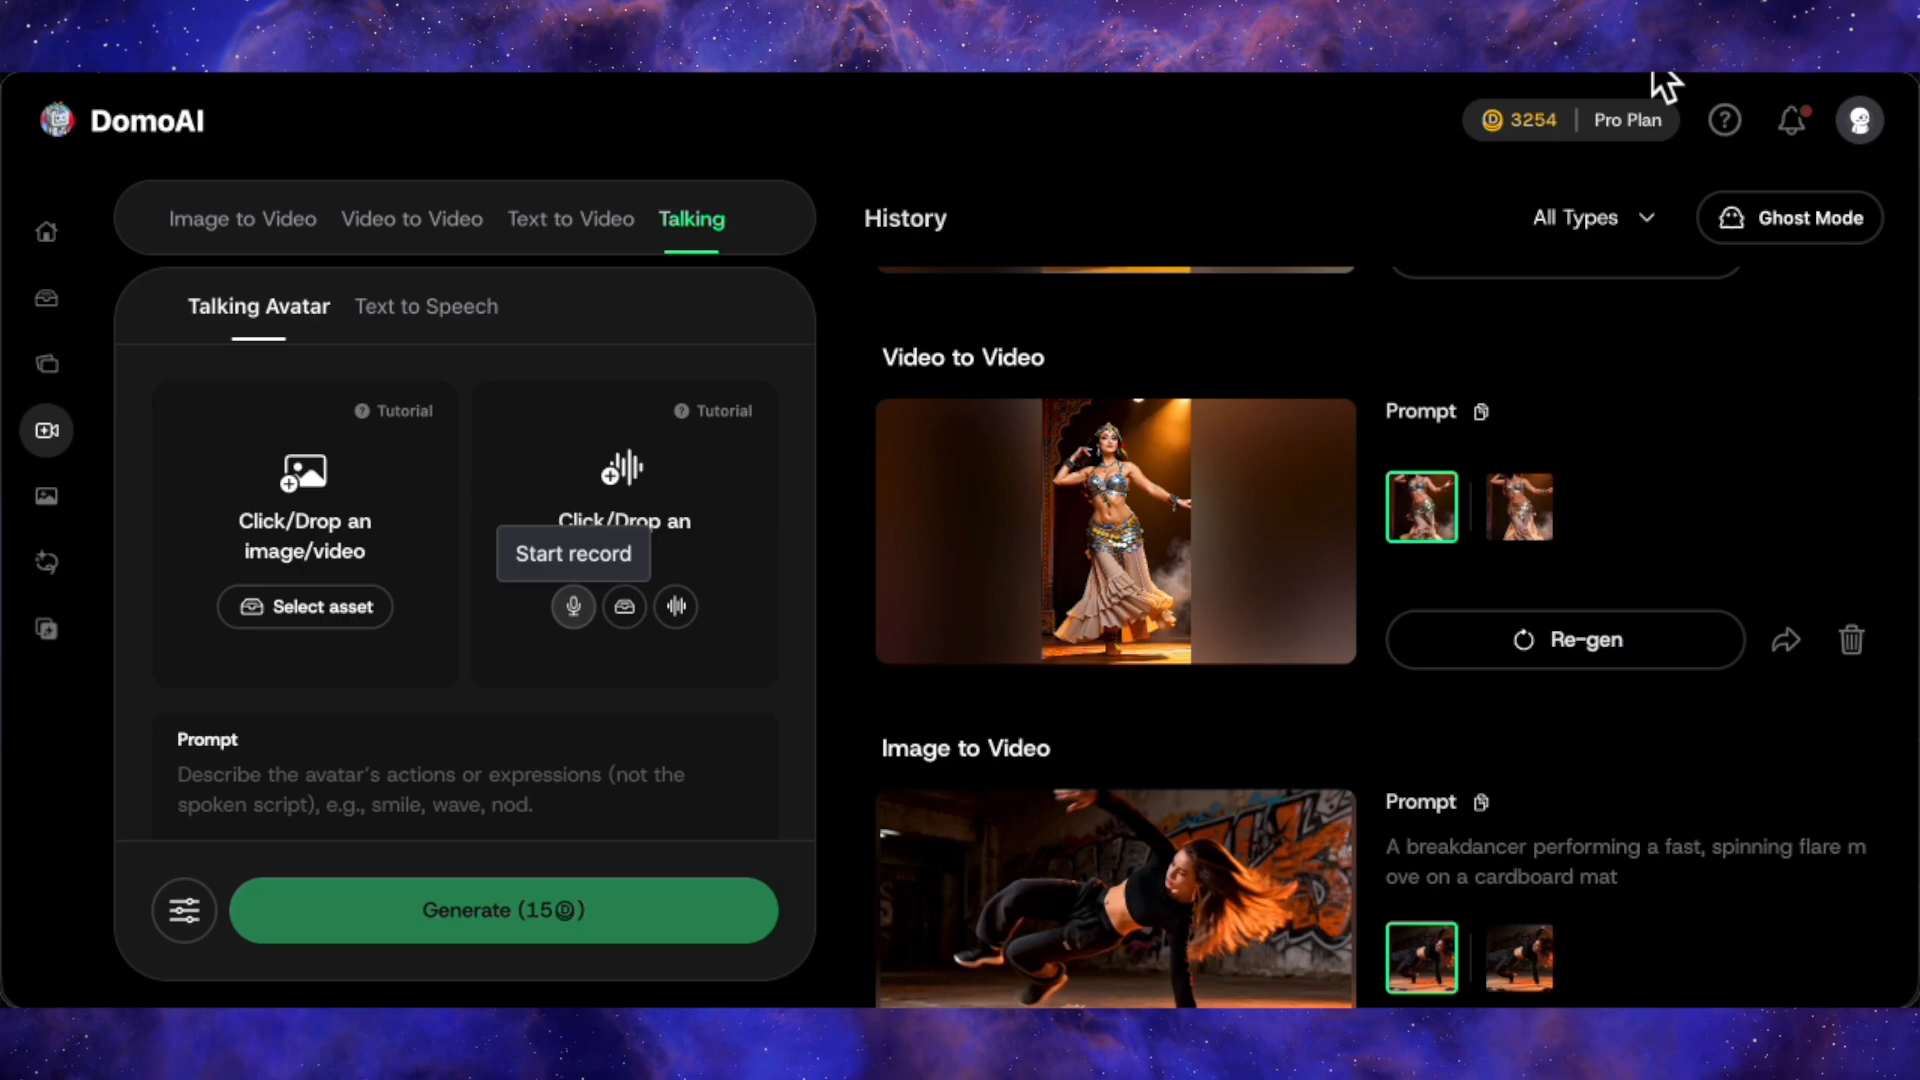 DomoAI
3254
Pro Plan
Image to Video
Video to Video
Text to Video
Talking
History
All Types
Ghost Mode
Talking Avatar
Text to Speech
Tutorial
Click/Drop an
image/video
Select asset
Tutorial
Click/Drop an
Start record
Prompt
Describe the avatar's actions or expressions (not the
spoken script), e.g., smile, wave, nod.
Generate (15)
Video to Video
Prompt
Re-gen
Image to Video
Prompt
A breakdancer performing a fast, spinning flare m
ove on a cardboard mat